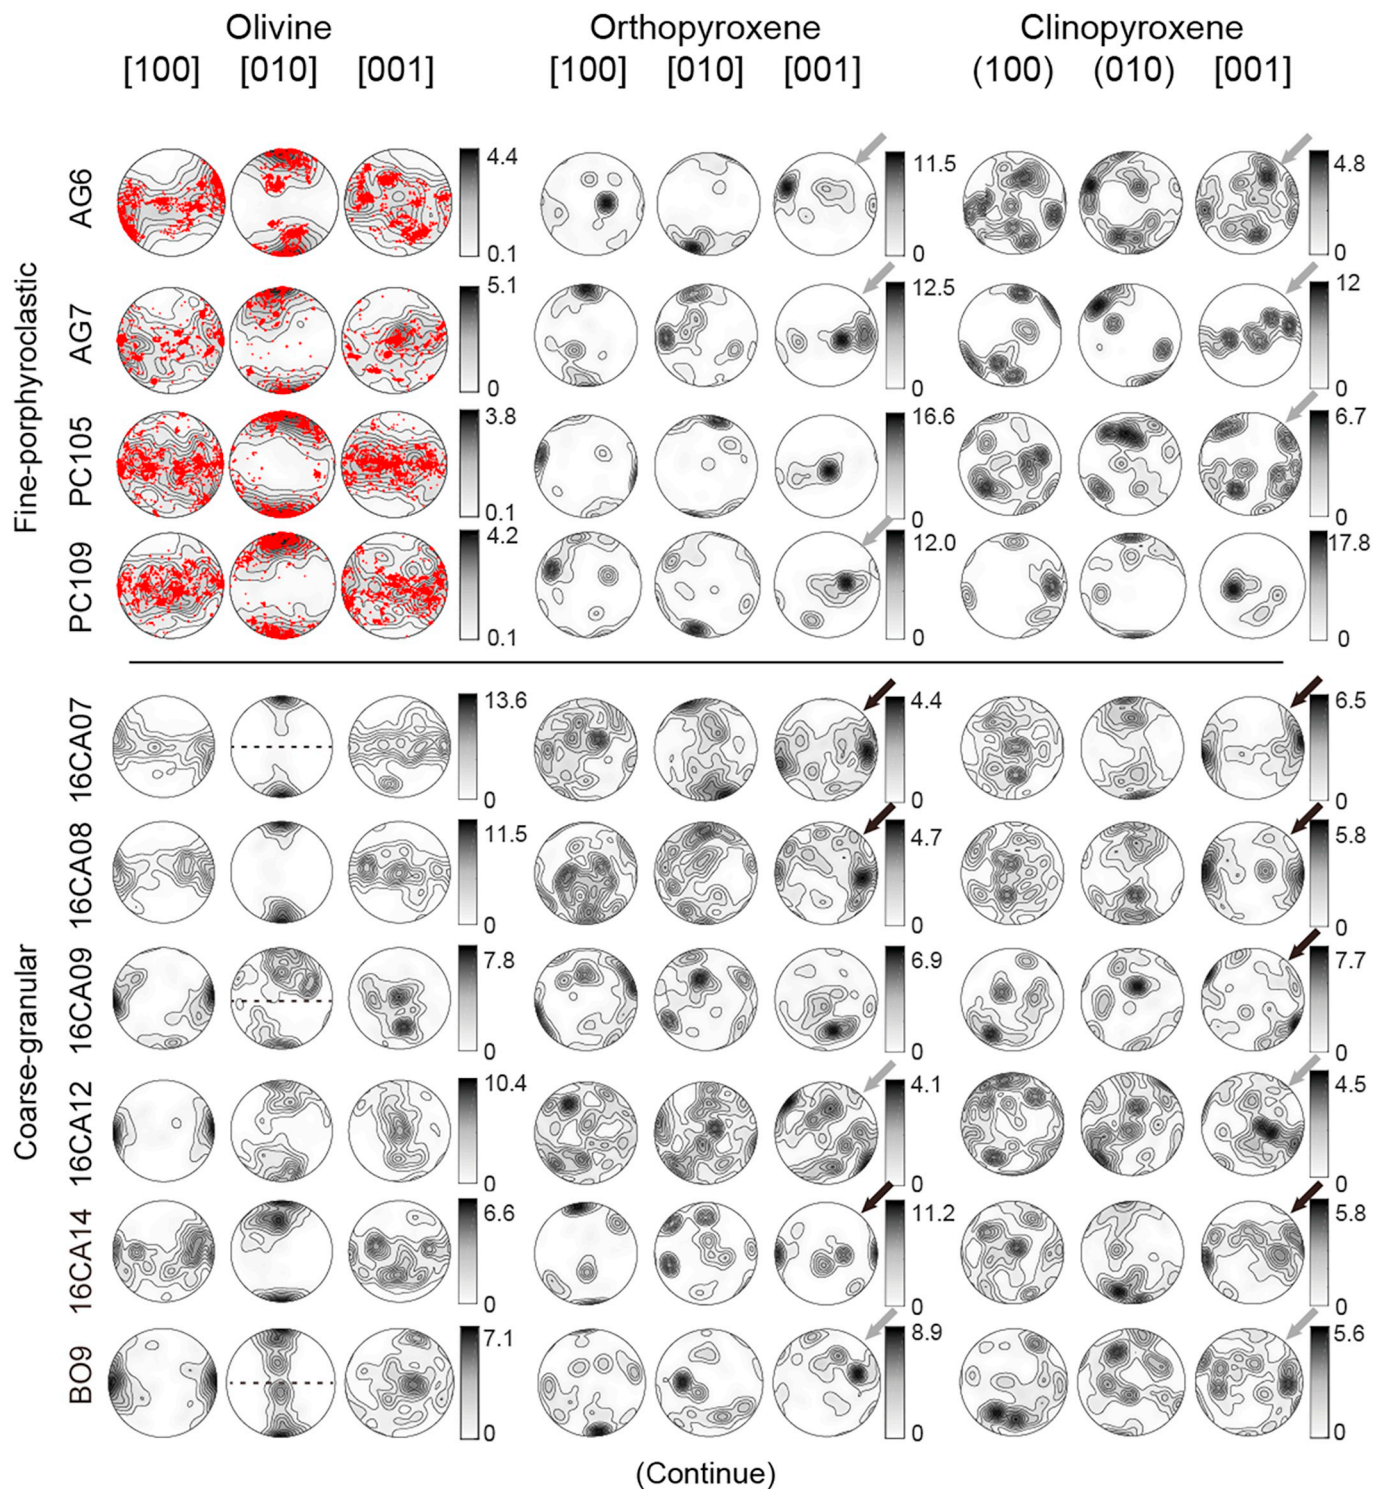 Olivine Orthopyroxene Clinopyroxene
[100] [010] [001] [100] [010] [001] (100) (010) [001]
Fine-porphyroclastic
AG6 4.4 0.1 11.5 0 4.8 0
AG7 5.1 0 12.5 0 12 0
PC105 3.8 0.1 16.6 0 6.7 0
PC109 4.2 0.1 12.0 0 17.8 0
Coarse-granular
16CA07 13.6 0 4.4 0 6.5 0
16CA08 11.5 0 4.7 0 5.8 0
16CA09 7.8 0 6.9 0 7.7 0
16CA12 10.4 0 4.1 0 4.5 0
16CA14 6.6 0 11.2 0 5.8 0
BO9 7.1 0 8.9 0 5.6 0
(Continue)